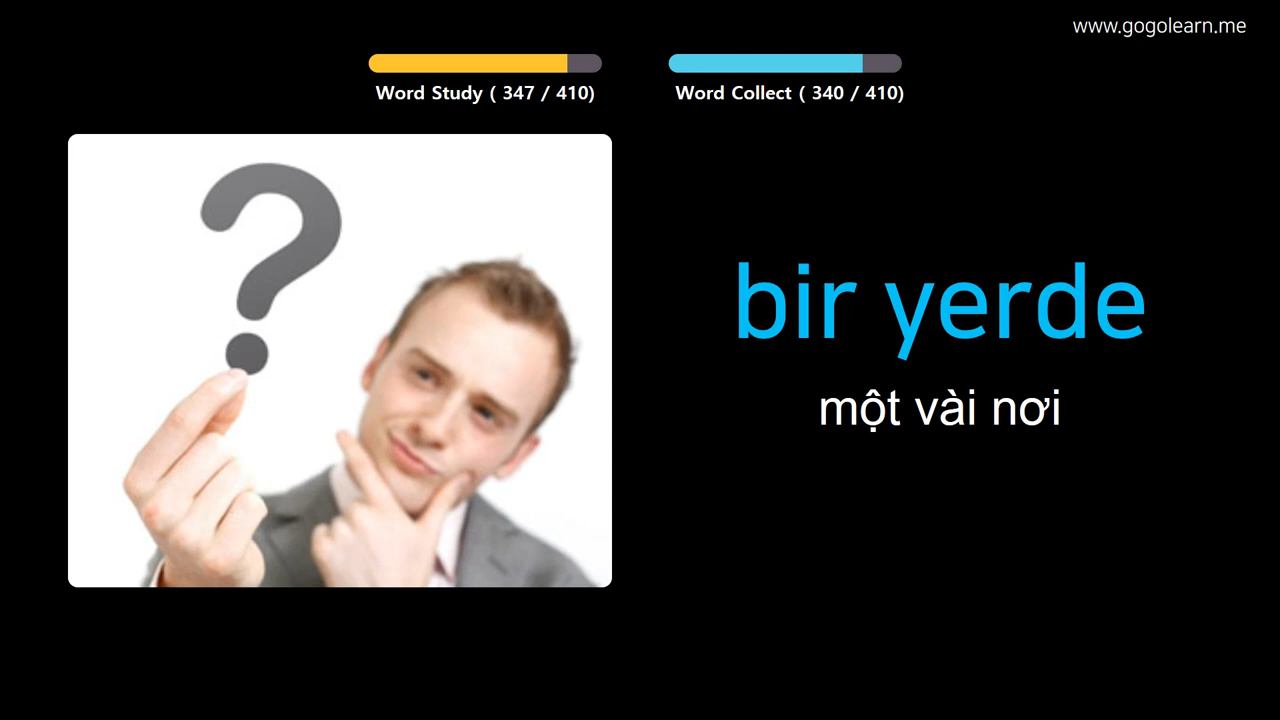 www.gogolearn.me
Word Study ( 347 / 410)
Word Collect ( 340 / 410)
?
bir yerde
một vài nơi